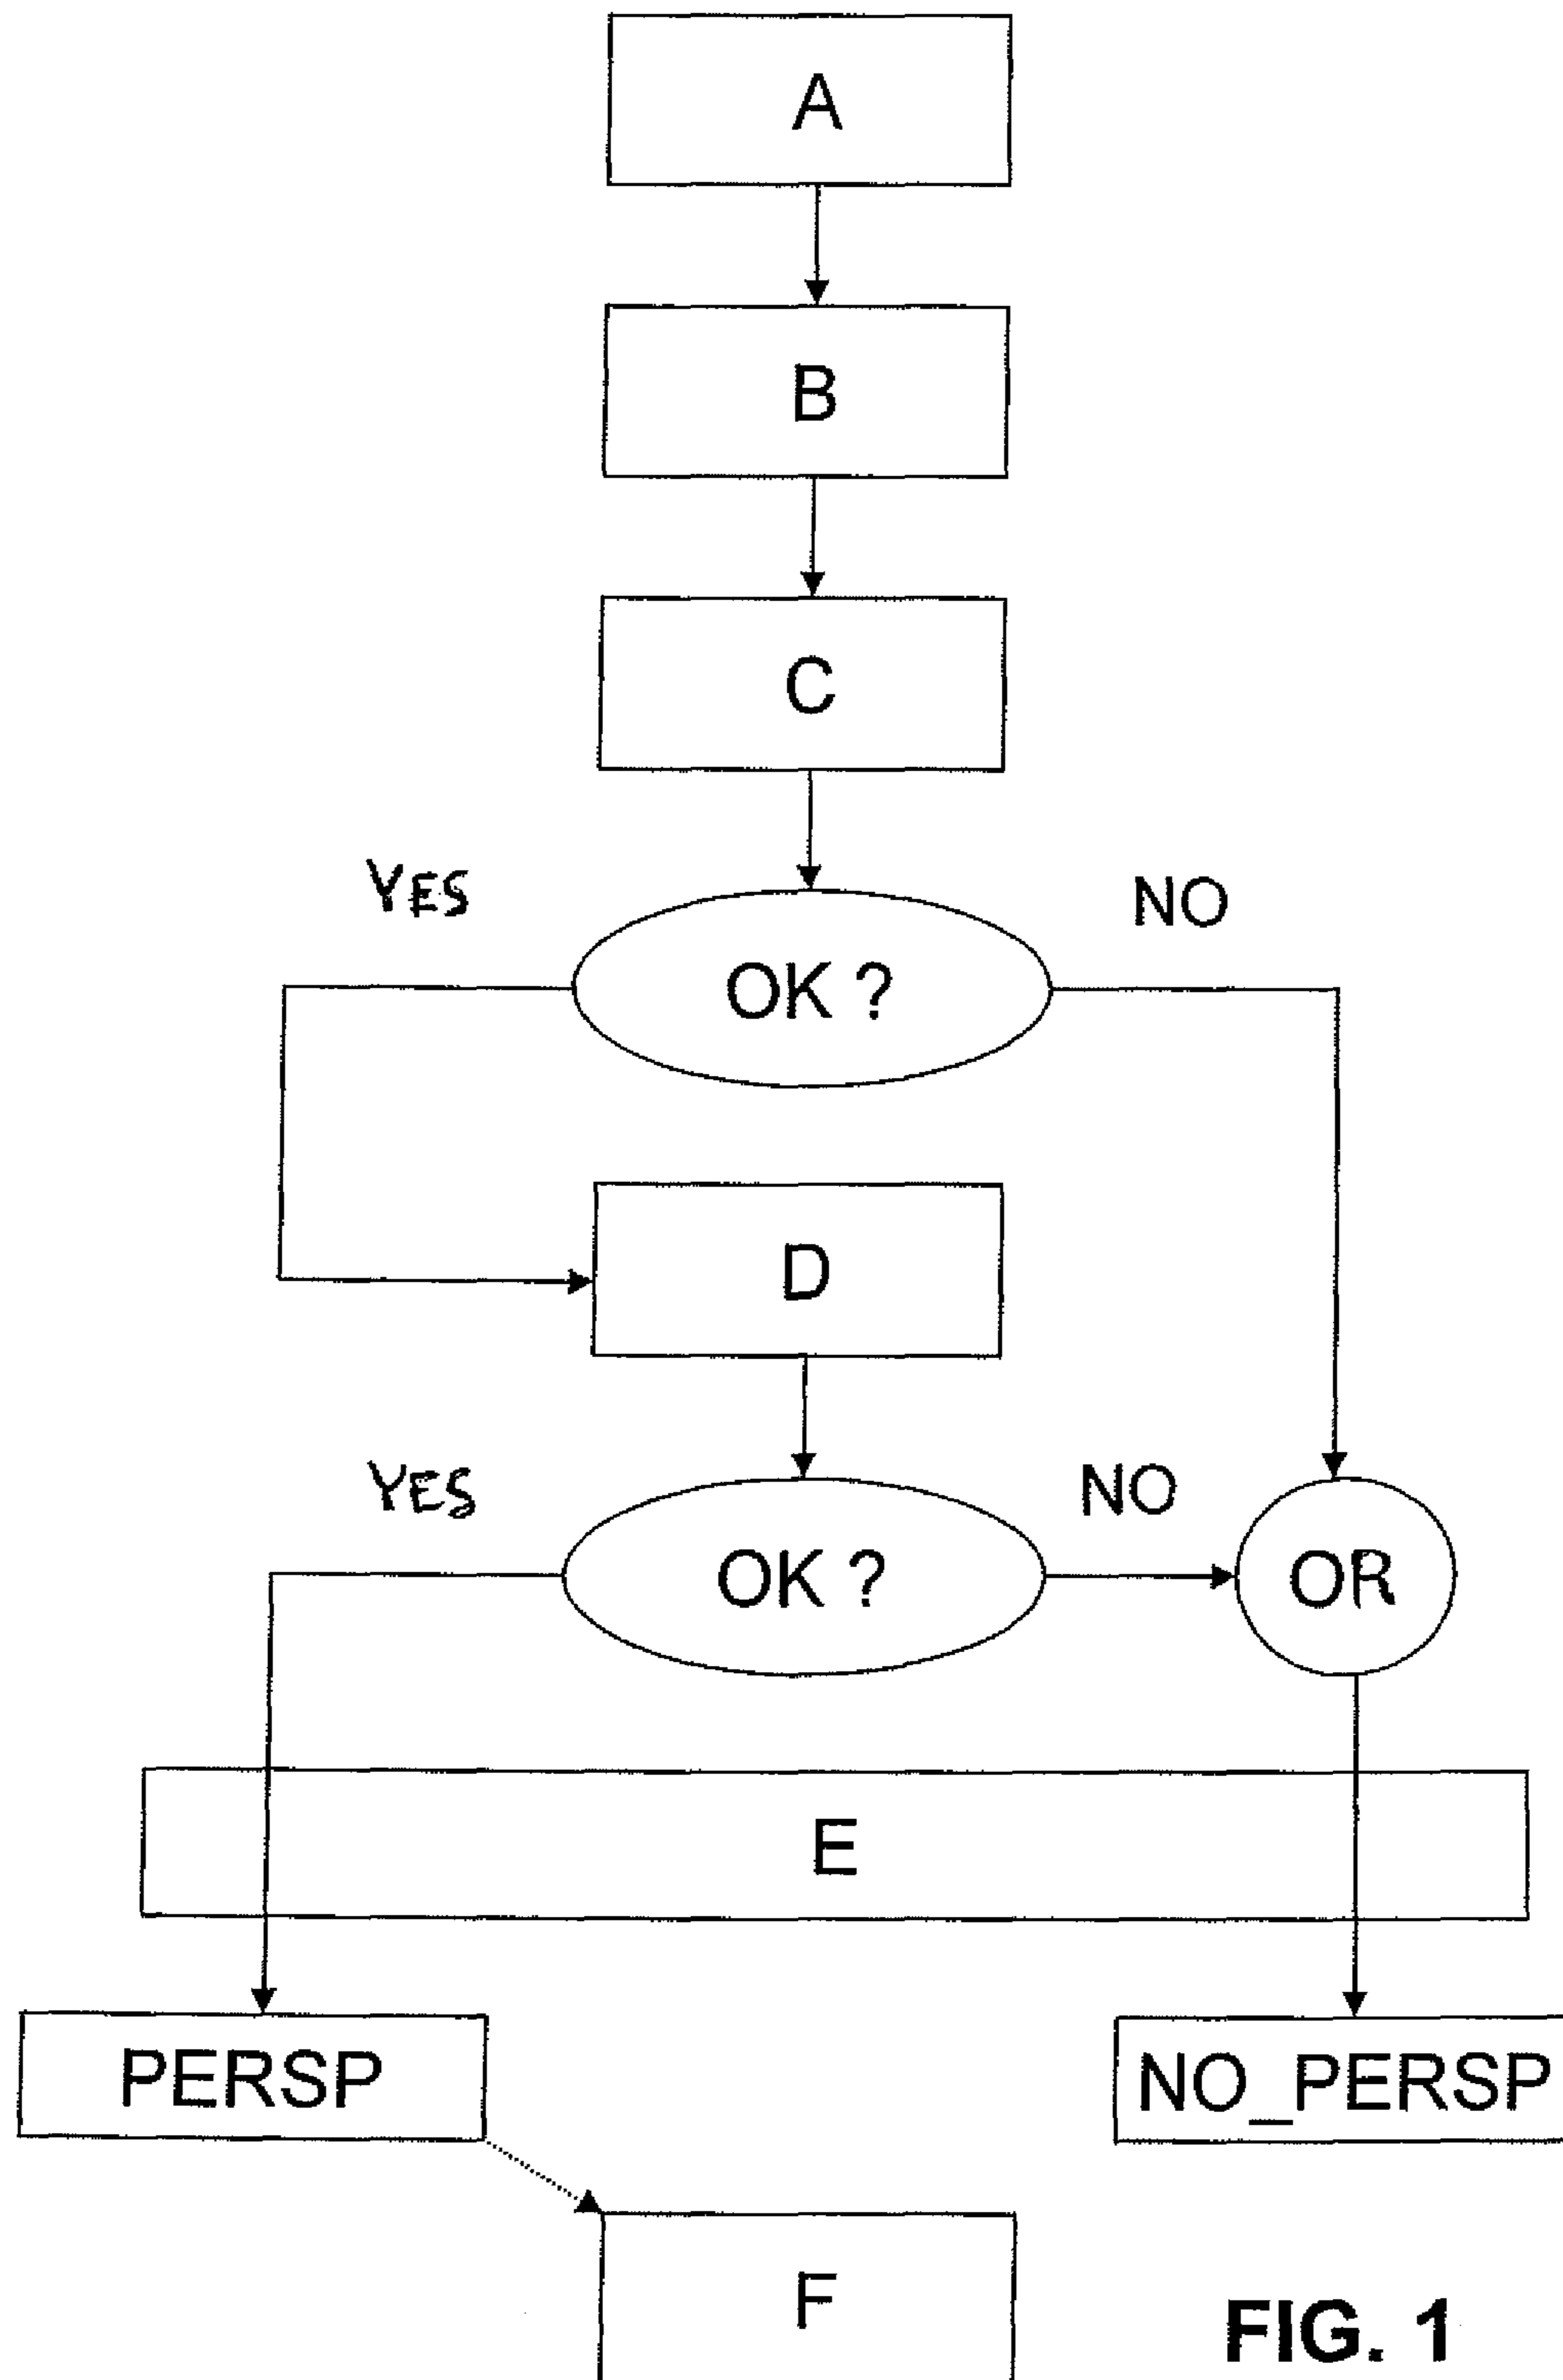 A
B
C
YES
NO
OK ?
D
YES
NO
OK ?
OR
E
PERSP
NO_PERSP
F
FIG. 1